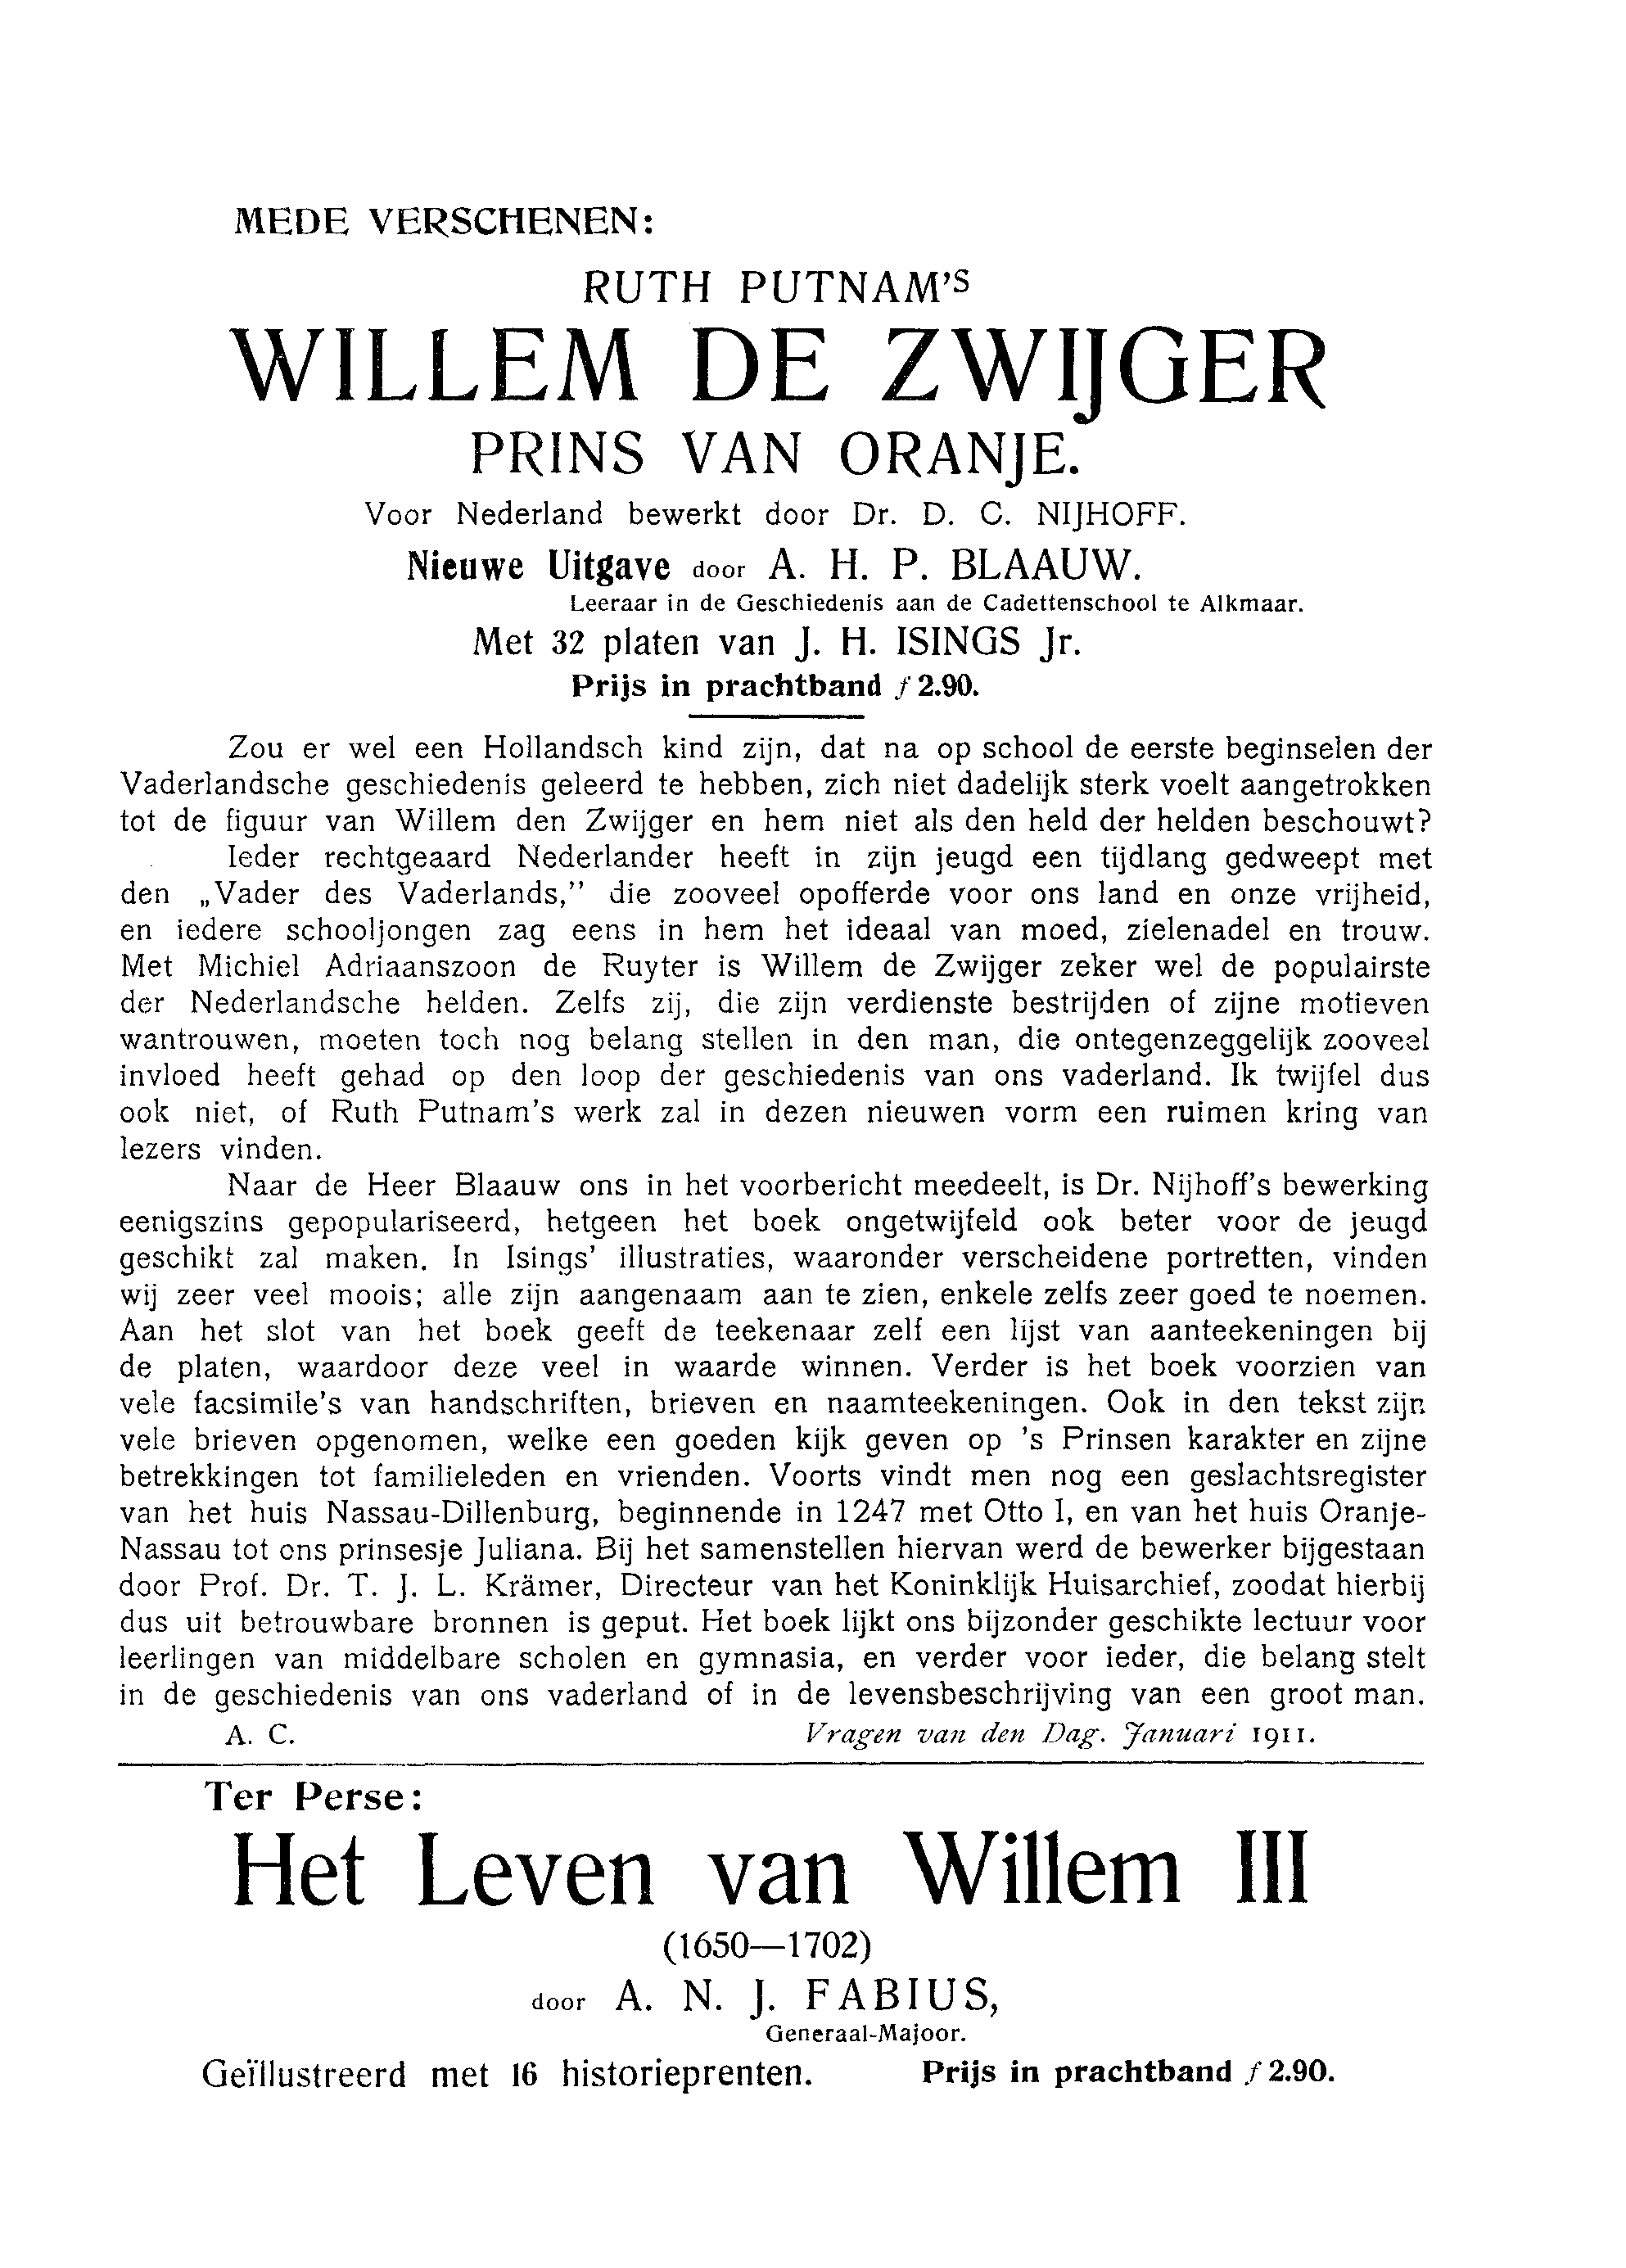 MEDE VERSCHENEN:
RUTH PUTNAM'S
WILLEM DE ZWIJGER
PRINS VAN ORANJE.
Voor Nederland bewerkt door Dr. D. C. NIJHOFF.
Nieuwe Uitgave door A. H. P. BLAAUW.
Leeraar in de Geschiedenis aan de Cadettenschool te Alkmaar.
Met 32 platen van J. H. ISINGS Jr.
Prijs in prachtband ƒ 2.90.
Zou er wel een Hollandsch kind zijn, dat na op school de eerste beginselen der
Vaderlandsche geschiedenis geleerd te hebben, zich niet dadelijk sterk voelt aangetrokken
tot de figuur van Willem den Zwijger en hem niet als den held der helden beschouwt?
Ieder rechtgeaard Nederlander heeft in zijn jeugd een tijdlang gedweept met
den „Vader des Vaderlands,” die zooveel opofferde voor ons land en onze vrijheid,
en iedere schooljongen zag eens in hem het ideaal van moed, zielenadel en trouw.
Met Michiel Adriaanszoon de Ruyter is Willem de Zwijger zeker wel de populairste
der Nederlandsche helden. Zelfs zij, die zijn verdienste bestrijden of zijne motieven
wantrouwen, moeten toch nog belang stellen in den man, die ontegenzeggelijk zooveel
invloed heeft gehad op den loop der geschiedenis van ons vaderland. Ik twijfel dus
ook niet, of Ruth Putnam's werk zal in dezen nieuwen vorm een ruimen kring van
lezers vinden.
Naar de Heer Blaauw ons in het voorbericht meedeelt, is Dr. Nijhoff's bewerking
eenigszins gepopulariseerd, hetgeen het boek ongetwijfeld ook beter voor de jeugd
geschikt zal maken. In Isings' illustraties, waaronder verscheidene portretten, vinden
wij zeer veel moois; alle zijn aangenaam aan te zien, enkele zelfs zeer goed te noemen.
Aan het slot van het boek geeft de teekenaar zelf een lijst van aanteekeningen bij
de platen, waardoor deze veel in waarde winnen. Verder is het boek voorzien van
vele facsimile's van handschriften, brieven en naamteekeningen. Ook in den tekst zijn
vele brieven opgenomen, welke een goeden kijk geven op 's Prinsen karakter en zijne
betrekkingen tot familieleden en vrienden. Voorts vindt men nog een geslachtsregister
van het huis Nassau-Dillenburg, beginnende in 1247 met Otto I, en van het huis Oranje-
Nassau tot ons prinsesje Juliana. Bij het samenstellen hiervan werd de bewerker bijgestaan
door Prof. Dr. T. J. L. Krämer, Directeur van het Koninklijk Huisarchief, zoodat hierbij
dus uit betrouwbare bronnen is geput. Het boek lijkt ons bijzonder geschikte lectuur voor
leerlingen van middelbare scholen en gymnasia, en verder voor ieder, die belang stelt
in de geschiedenis van ons vaderland of in de levensbeschrijving van een groot man.
A. C. Vragen van den Dag. Januari 1911.
Ter Perse:
Het Leven van Willem III
(1650—1702)
door A. N. J. FABIUS,
Generaal-Majoor.
Geïllustreerd met 16 historieprenten. Prijs in prachtband ƒ 2.90.